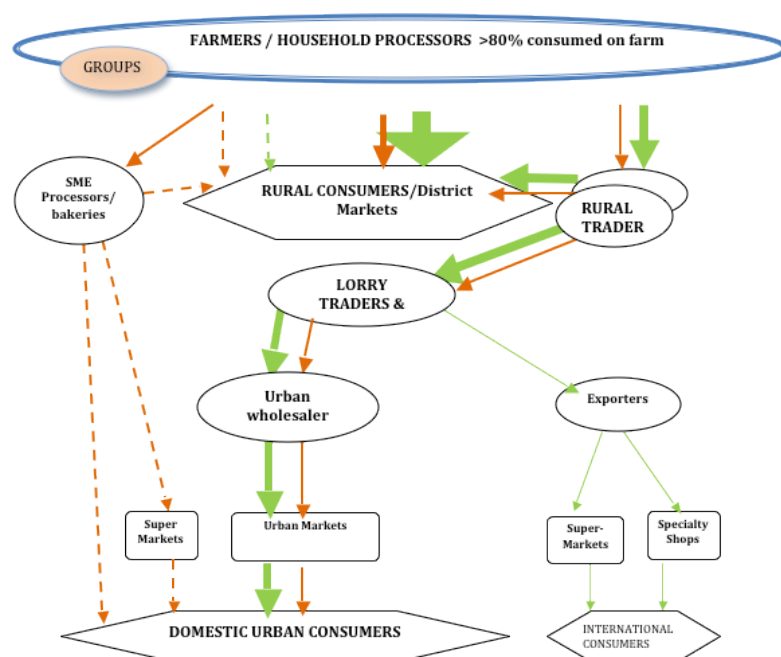 FARMERS / HOUSEHOLD PROCESSORS >80% consumed on farm
GROUPS
SME
Processors/
bakeries
RURAL CONSUMERS/District
Markets
RURAL
TRADER
LORRY
TRADERS &
Urban
wholesaler
Exporters
Super
Markets
Urban Markets
Super-
Markets
Specialty
Shops
DOMESTIC URBAN CONSUMERS
INTERNATIONAL
CONSUMERS